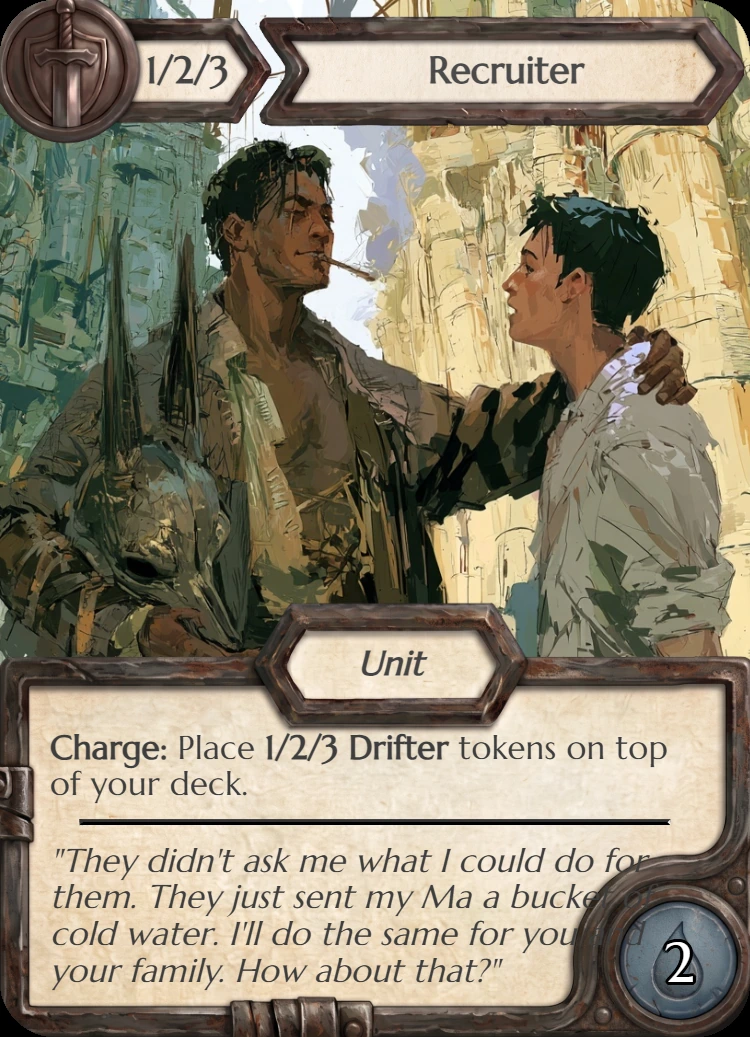 1/2/3
Recruiter
Unit
Charge: Place 1/2/3 Drifter tokens on top
of your deck.
"They didn't ask me what I could do for
them. They just sent my Ma a bucket of
cold water. I'll do the same for you and
your family. How about that?"
2